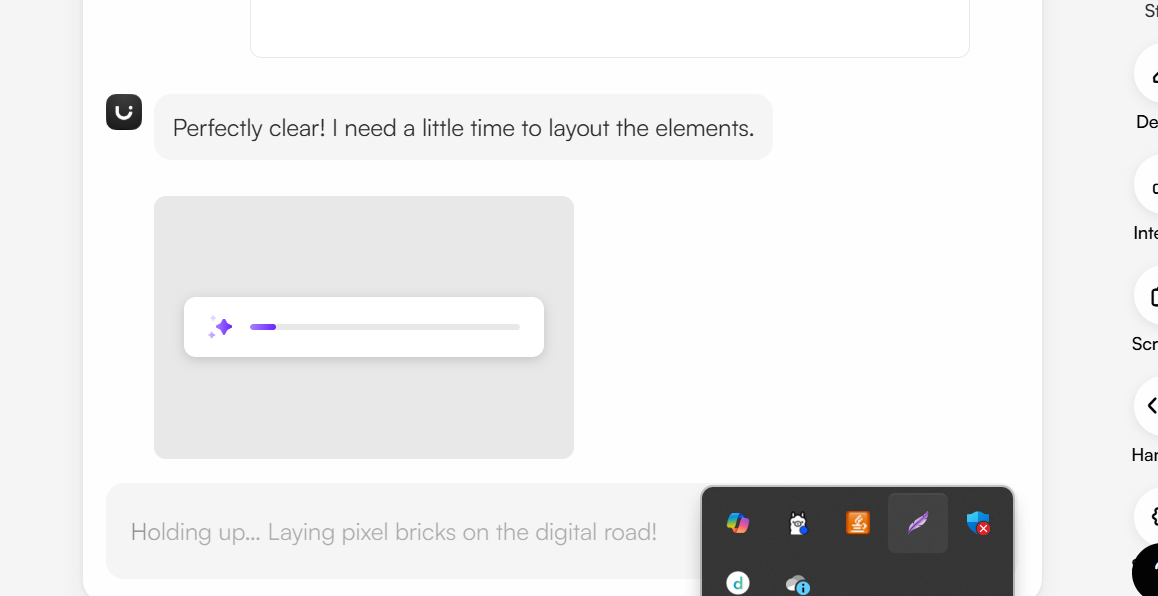 Perfectly clear! I need a little time to layout the elements.
Holding up... Laying pixel bricks on the digital road!
d